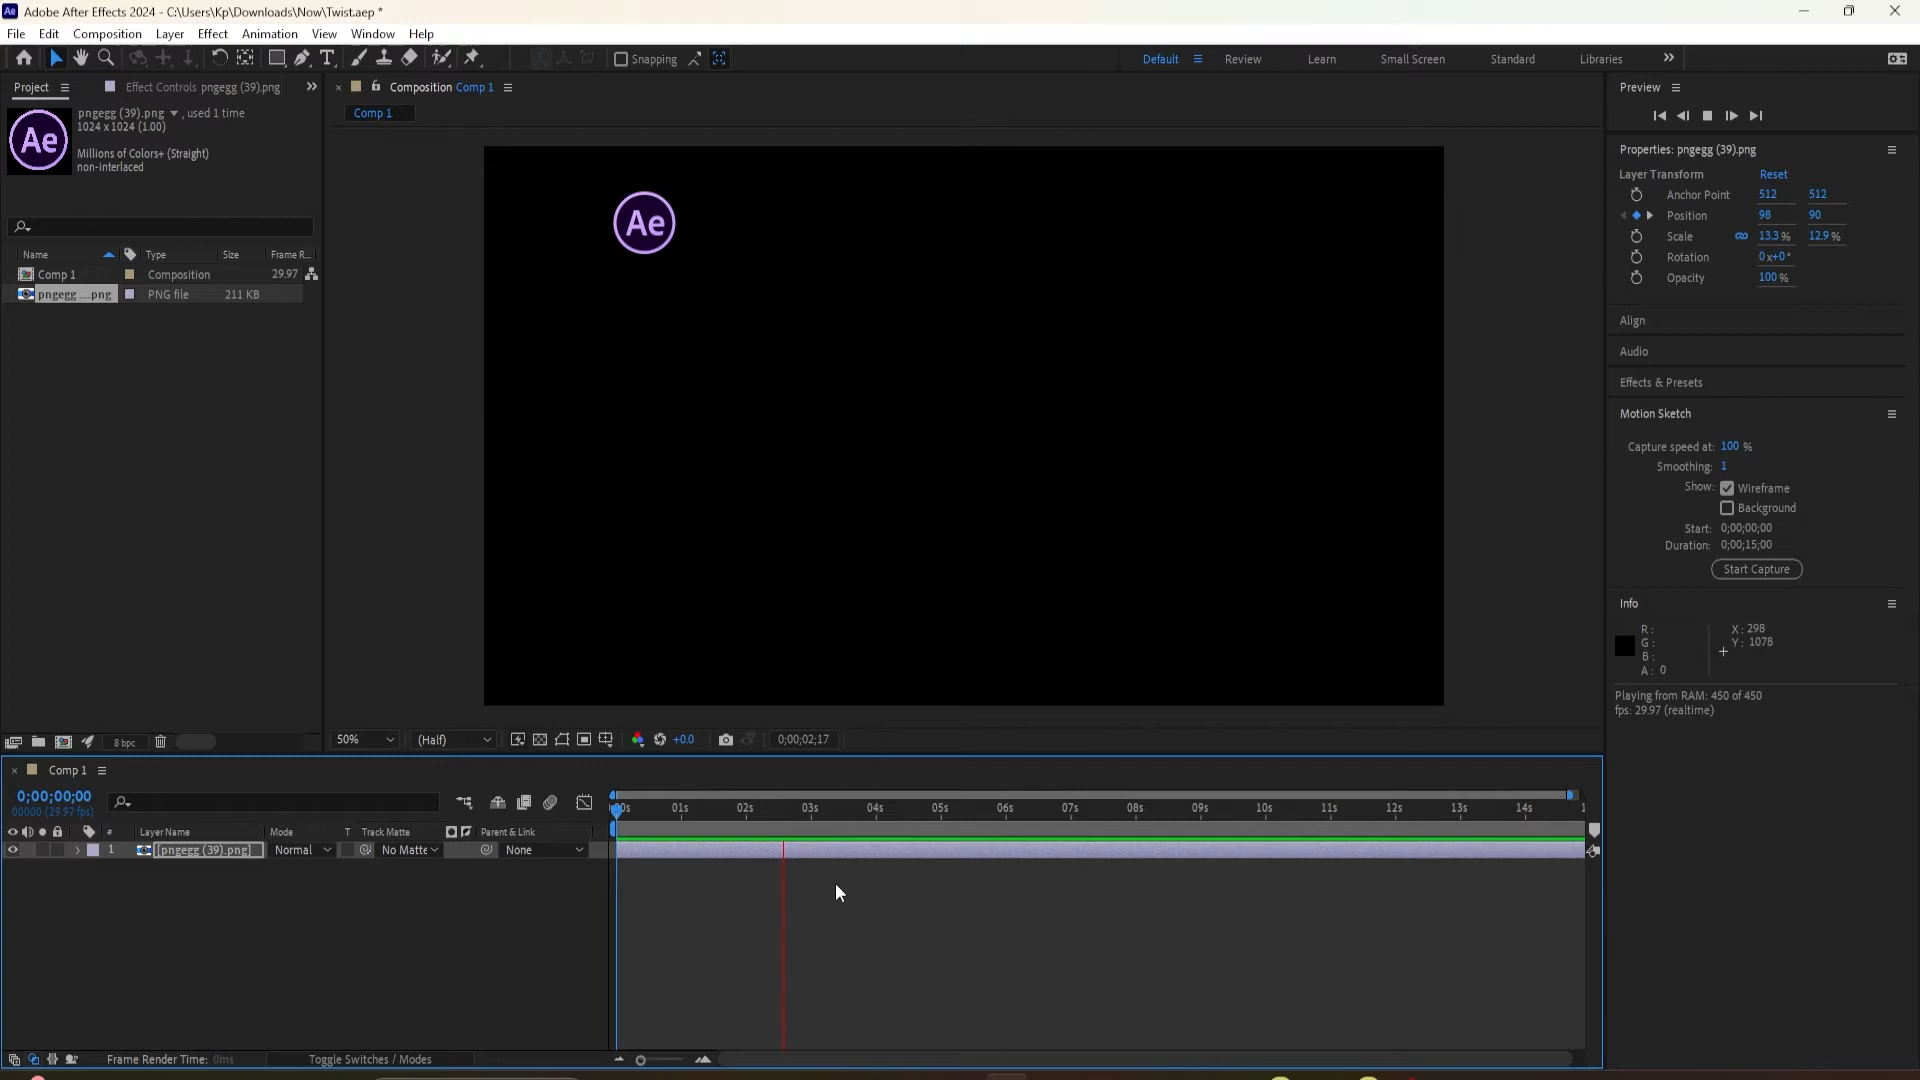 Adobe After Effects 2024 - C:\Users\Kp\Downloads\Now\Twist.aep *
File Edit Composition Layer Effect Animation View Window Help
Snapping
Default Review Learn Small Screen Standard Libraries
Project
Effect Controls pngegg (39).png
Composition Comp 1
Comp 1
Ae
pngegg (39).png , used 1 time
1024 x 1024 (1.00)
Millions of Colors+ (Straight)
non-interlaced
Name Type Size Frame R...
Comp 1 Composition 29.97
pngegg ....png PNG file 211 KB
8 bpc
Ae
50% (Half) +0.0 0;00;02;17
Preview
Properties: pngegg (39).png
Layer Transform Reset
Anchor Point 512 512
Position 98 90
Scale 13.3 % 12.9 %
Rotation 0x+0°
Opacity 100 %
Align
Audio
Effects & Presets
Motion Sketch
Capture speed at: 100 %
Smoothing: 1
Show: Wireframe
Background
Start: 0;00;00;00
Duration: 0;00;15;00
Start Capture
Info
R: X: 298
G: Y: 1078
B:
A: 0
Playing from RAM: 450 of 450
fps: 29.97 (realtime)
Comp 1
0;00;00;00
00000 (29.97 fps)
00s 01s 02s 03s 04s 05s 06s 07s 08s 09s 10s 11s 12s 13s 14s 1
# Layer Name Mode T Track Matte Parent & Link
1 [pngegg (39).png] Normal No Matte None
Frame Render Time: 0ms Toggle Switches / Modes